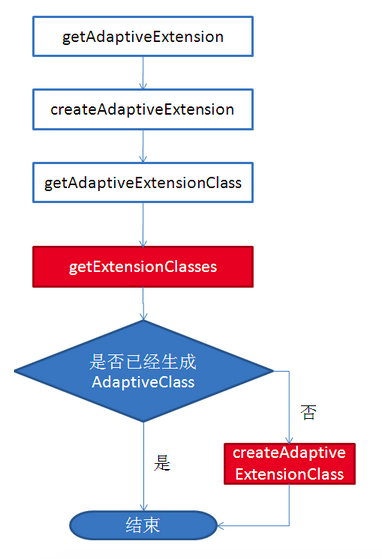 getAdaptiveExtension
createAdaptiveExtension
getAdaptiveExtensionClass
getExtensionClasses
是否已经生成
AdaptiveClass
否
createAdaptive
ExtensionClass
是
结束